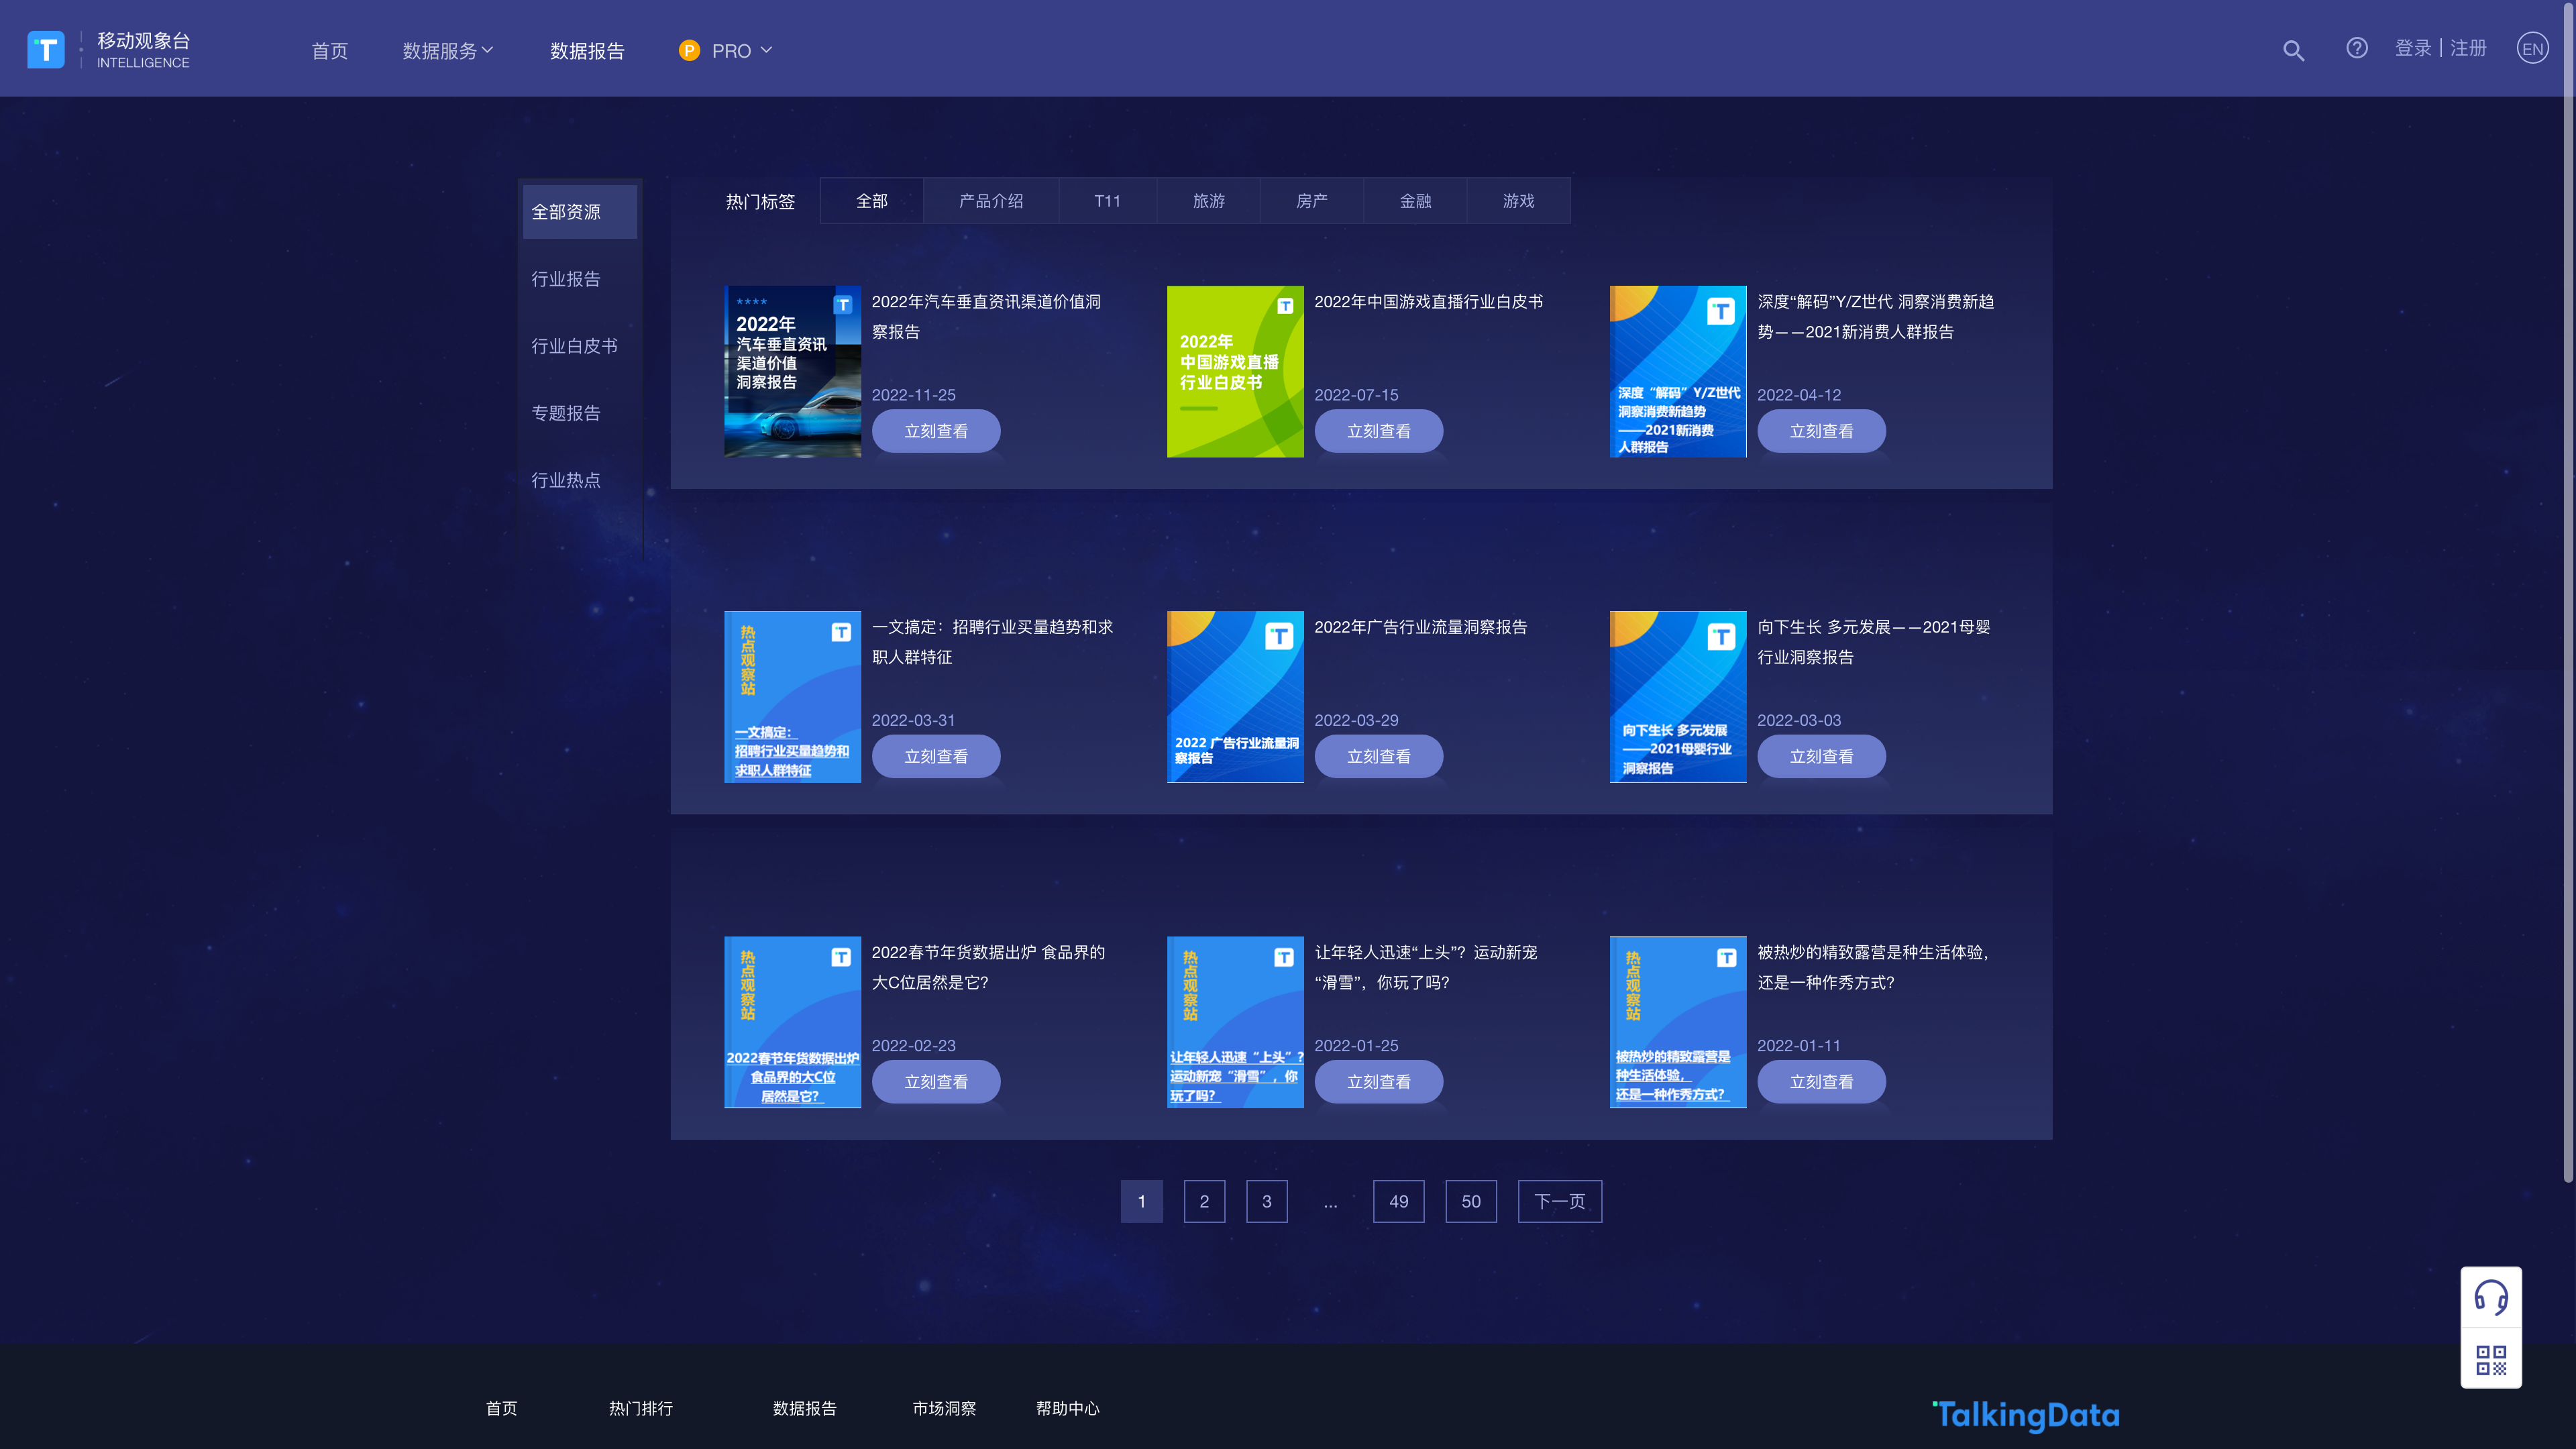 移动观象台
INTELLIGENCE
首页
数据服务
数据报告
P PRO
登录 | 注册
EN
全部资源
行业报告
行业白皮书
专题报告
行业热点
热门标签
全部
产品介绍
T11
旅游
房产
金融
游戏
2022年
汽车垂直资讯
渠道价值
洞察报告
2022年汽车垂直资讯渠道价值洞
察报告
2022-11-25
立刻查看
2022年
中国游戏直播
行业白皮书
2022年中国游戏直播行业白皮书
2022-07-15
立刻查看
深度“解码”Y/Z世代
洞察消费新趋势
——2021新消费
人群报告
深度“解码”Y/Z世代 洞察消费新趋
势——2021新消费人群报告
2022-04-12
立刻查看
热点观察站
一文搞定：
招聘行业买量趋势和
求职人群特征
一文搞定：招聘行业买量趋势和求
职人群特征
2022-03-31
立刻查看
2022 广告行业流量洞
察报告
2022年广告行业流量洞察报告
2022-03-29
立刻查看
向下生长 多元发展
——2021母婴行业
洞察报告
向下生长 多元发展——2021母婴
行业洞察报告
2022-03-03
立刻查看
热点观察站
2022春节年货数据出炉
食品界的大C位
居然是它？
2022春节年货数据出炉 食品界的
大C位居然是它？
2022-02-23
立刻查看
热点观察站
让年轻人迅速“上头”？
运动新宠“滑雪”，你
玩了吗？
让年轻人迅速“上头”？运动新宠
“滑雪”，你玩了吗？
2022-01-25
立刻查看
热点观察站
被热炒的精致露营是
种生活体验，
还是一种作秀方式？
被热炒的精致露营是种生活体验，
还是一种作秀方式？
2022-01-11
立刻查看
1
2
3
...
49
50
下一页
首页
热门排行
数据报告
市场洞察
帮助中心
TalkingData